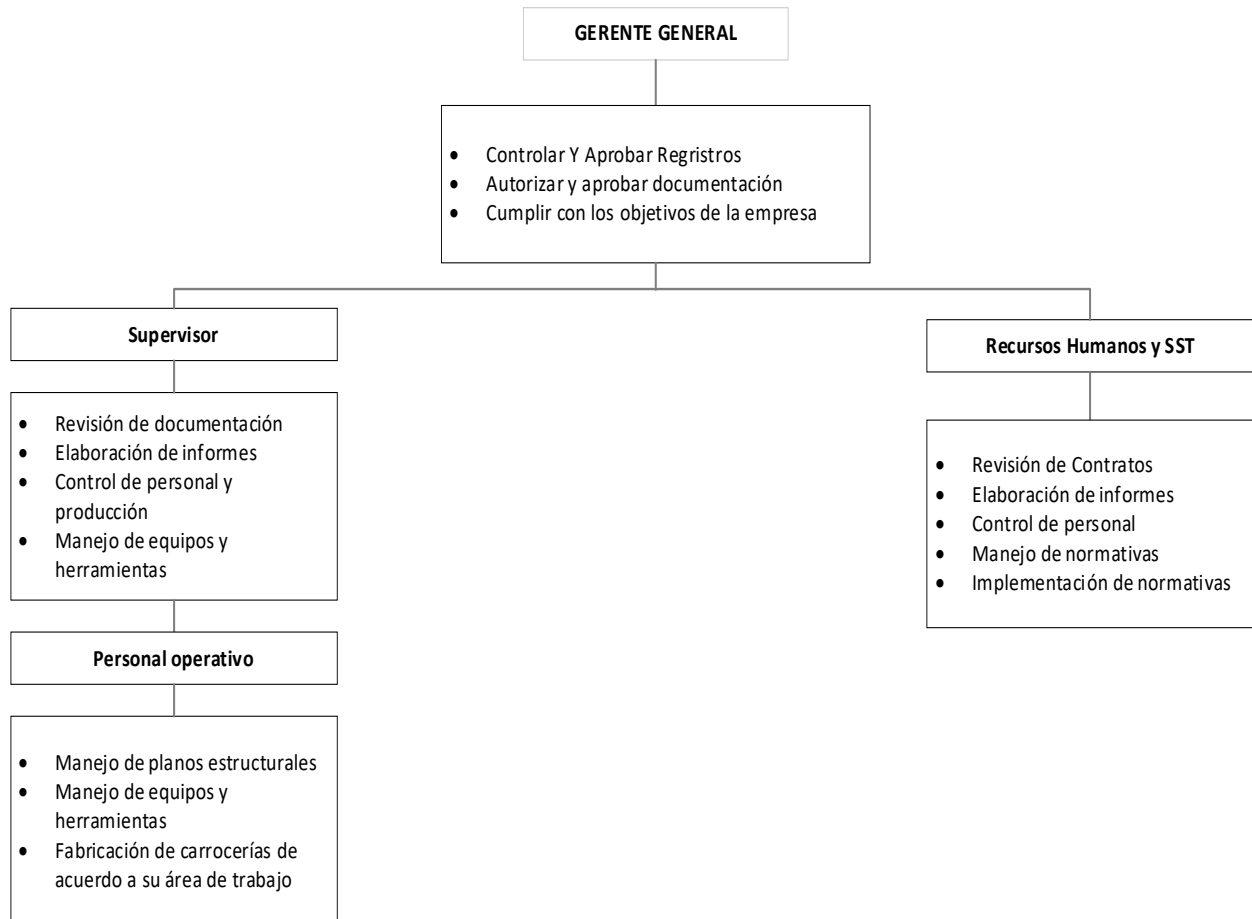 GERENTE GENERAL
• Controlar Y Aprobar Regristros
• Autorizar y aprobar documentación
• Cumplir con los objetivos de la empresa
Supervisor
• Revisión de documentación
• Elaboración de informes
• Control de personal y
producción
• Manejo de equipos y
herramientas
Personal operativo
• Manejo de planos estructurales
• Manejo de equipos y
herramientas
• Fabricación de carrocerías de
acuerdo a su área de trabajo
Recursos Humanos y SST
• Revisión de Contratos
• Elaboración de informes
• Control de personal
• Manejo de normativas
• Implementación de normativas